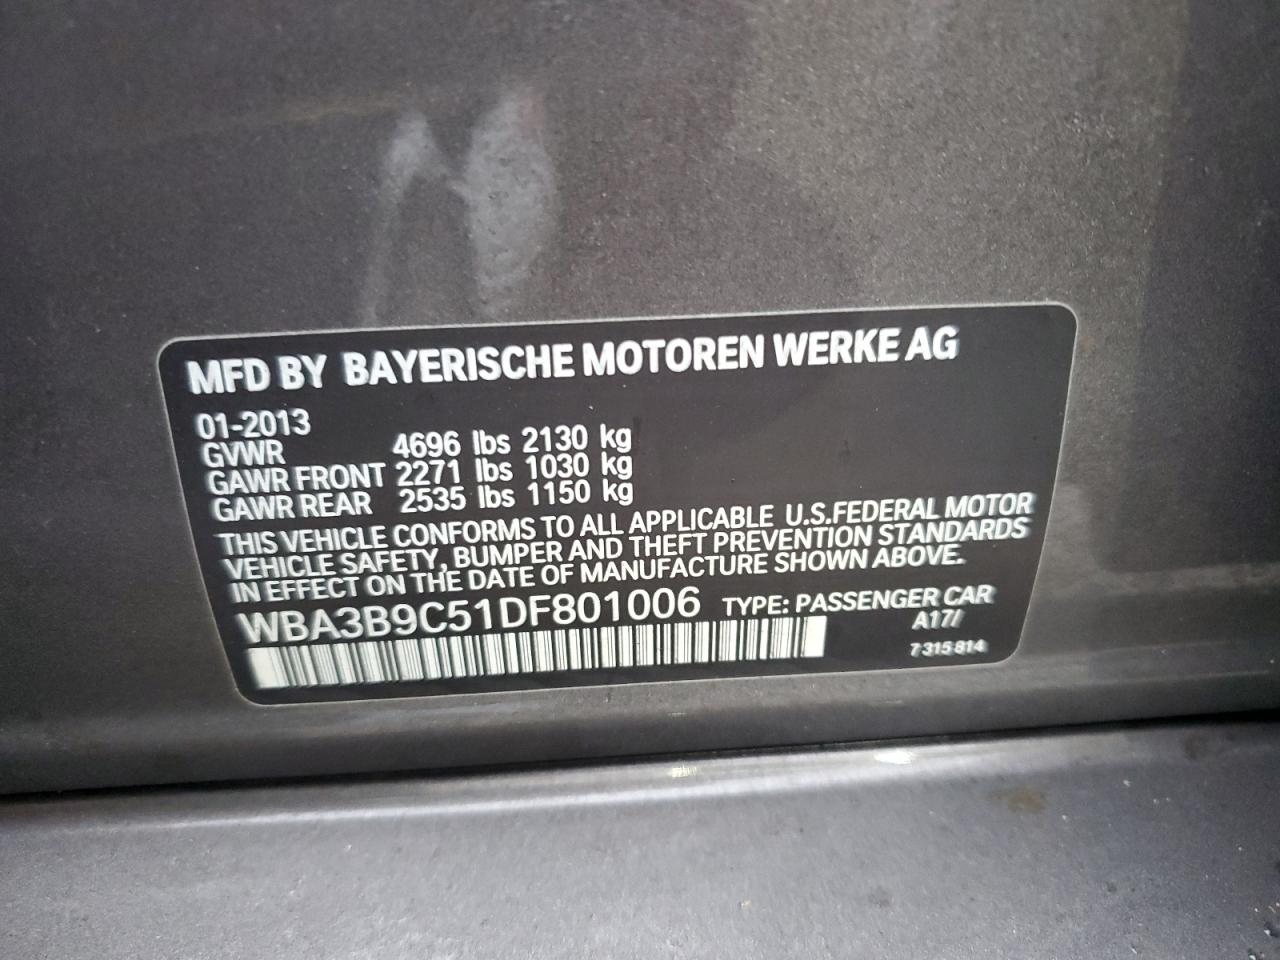 MFD BY BAYERISCHE MOTOREN WERKE AG
01-2013
GVWR 4696 lbs 2130 kg
GAWR FRONT 2271 lbs 1030 kg
GAWR REAR 2535 lbs 1150 kg
THIS VEHICLE CONFORMS TO ALL APPLICABLE U.S.FEDERAL MOTOR
VEHICLE SAFETY, BUMPER AND THEFT PREVENTION STANDARDS
IN EFFECT ON THE DATE OF MANUFACTURE SHOWN ABOVE.
WBA3B9C51DF801006 TYPE: PASSENGER CAR
A17/
7 315 814